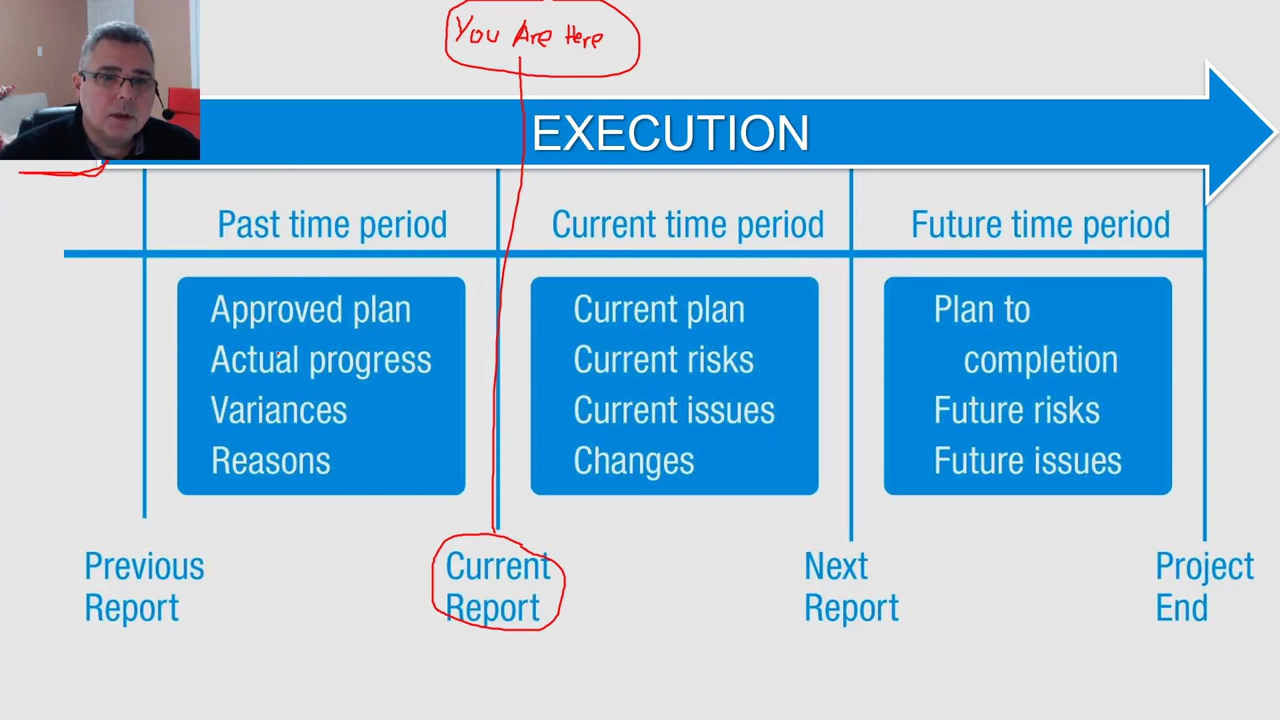 You Are Here
EXECUTION
Past time period
Current time period
Future time period
Approved plan
Actual progress
Variances
Reasons
Current plan
Current risks
Current issues
Changes
Plan to
completion
Future risks
Future issues
Previous
Report
Current
Report
Next
Report
Project
End